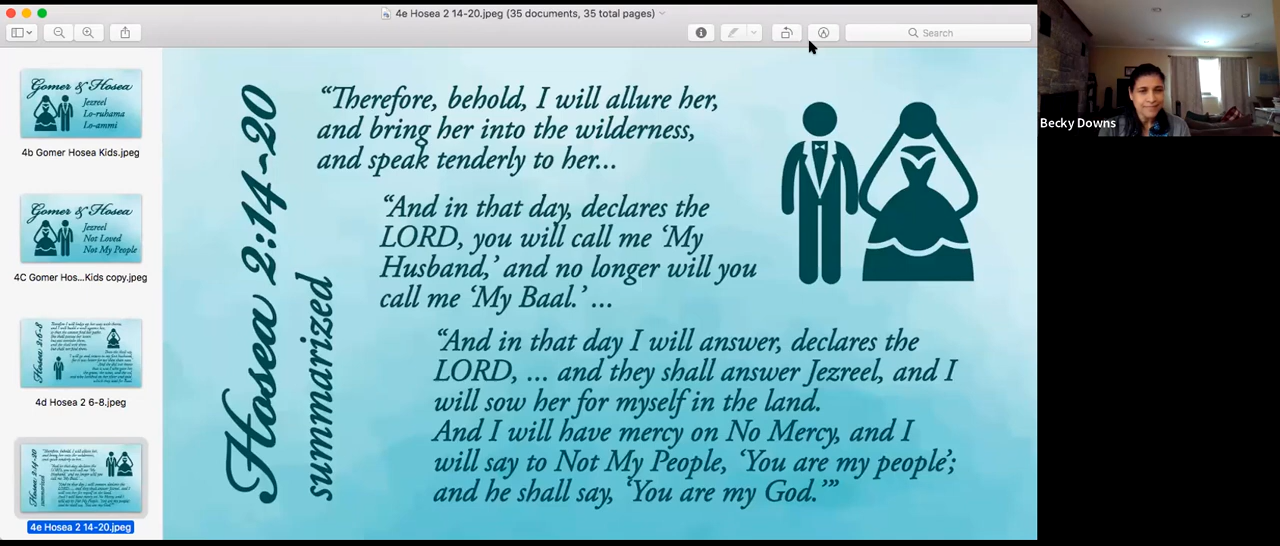 4e Hosea 2 14-20.jpeg (35 documents, 35 total pages)
Search
Gomer & Hosea
Jezreel
Lo-ruhama
Lo-ammi
4b Gomer Hosea Kids.jpeg
Gomer & Hosea
Jezreel
Not Loved
Not My People
4C Gomer Hos...Kids copy.jpeg
Hosea 2:6-8
4d Hosea 2 6-8.jpeg
4e Hosea 2 14-20.jpeg
Hosea 2:14-20
summarized
“Therefore, behold, I will allure her,
and bring her into the wilderness,
and speak tenderly to her...
“And in that day, declares the
LORD, you will call me ‘My
Husband,’ and no longer will you
call me ‘My Baal.’ ...
“And in that day I will answer, declares the
LORD, ... and they shall answer Jezreel, and I
will sow her for myself in the land.
And I will have mercy on No Mercy, and I
will say to Not My People, ‘You are my people’;
and he shall say, ‘You are my God.’”
Becky Downs